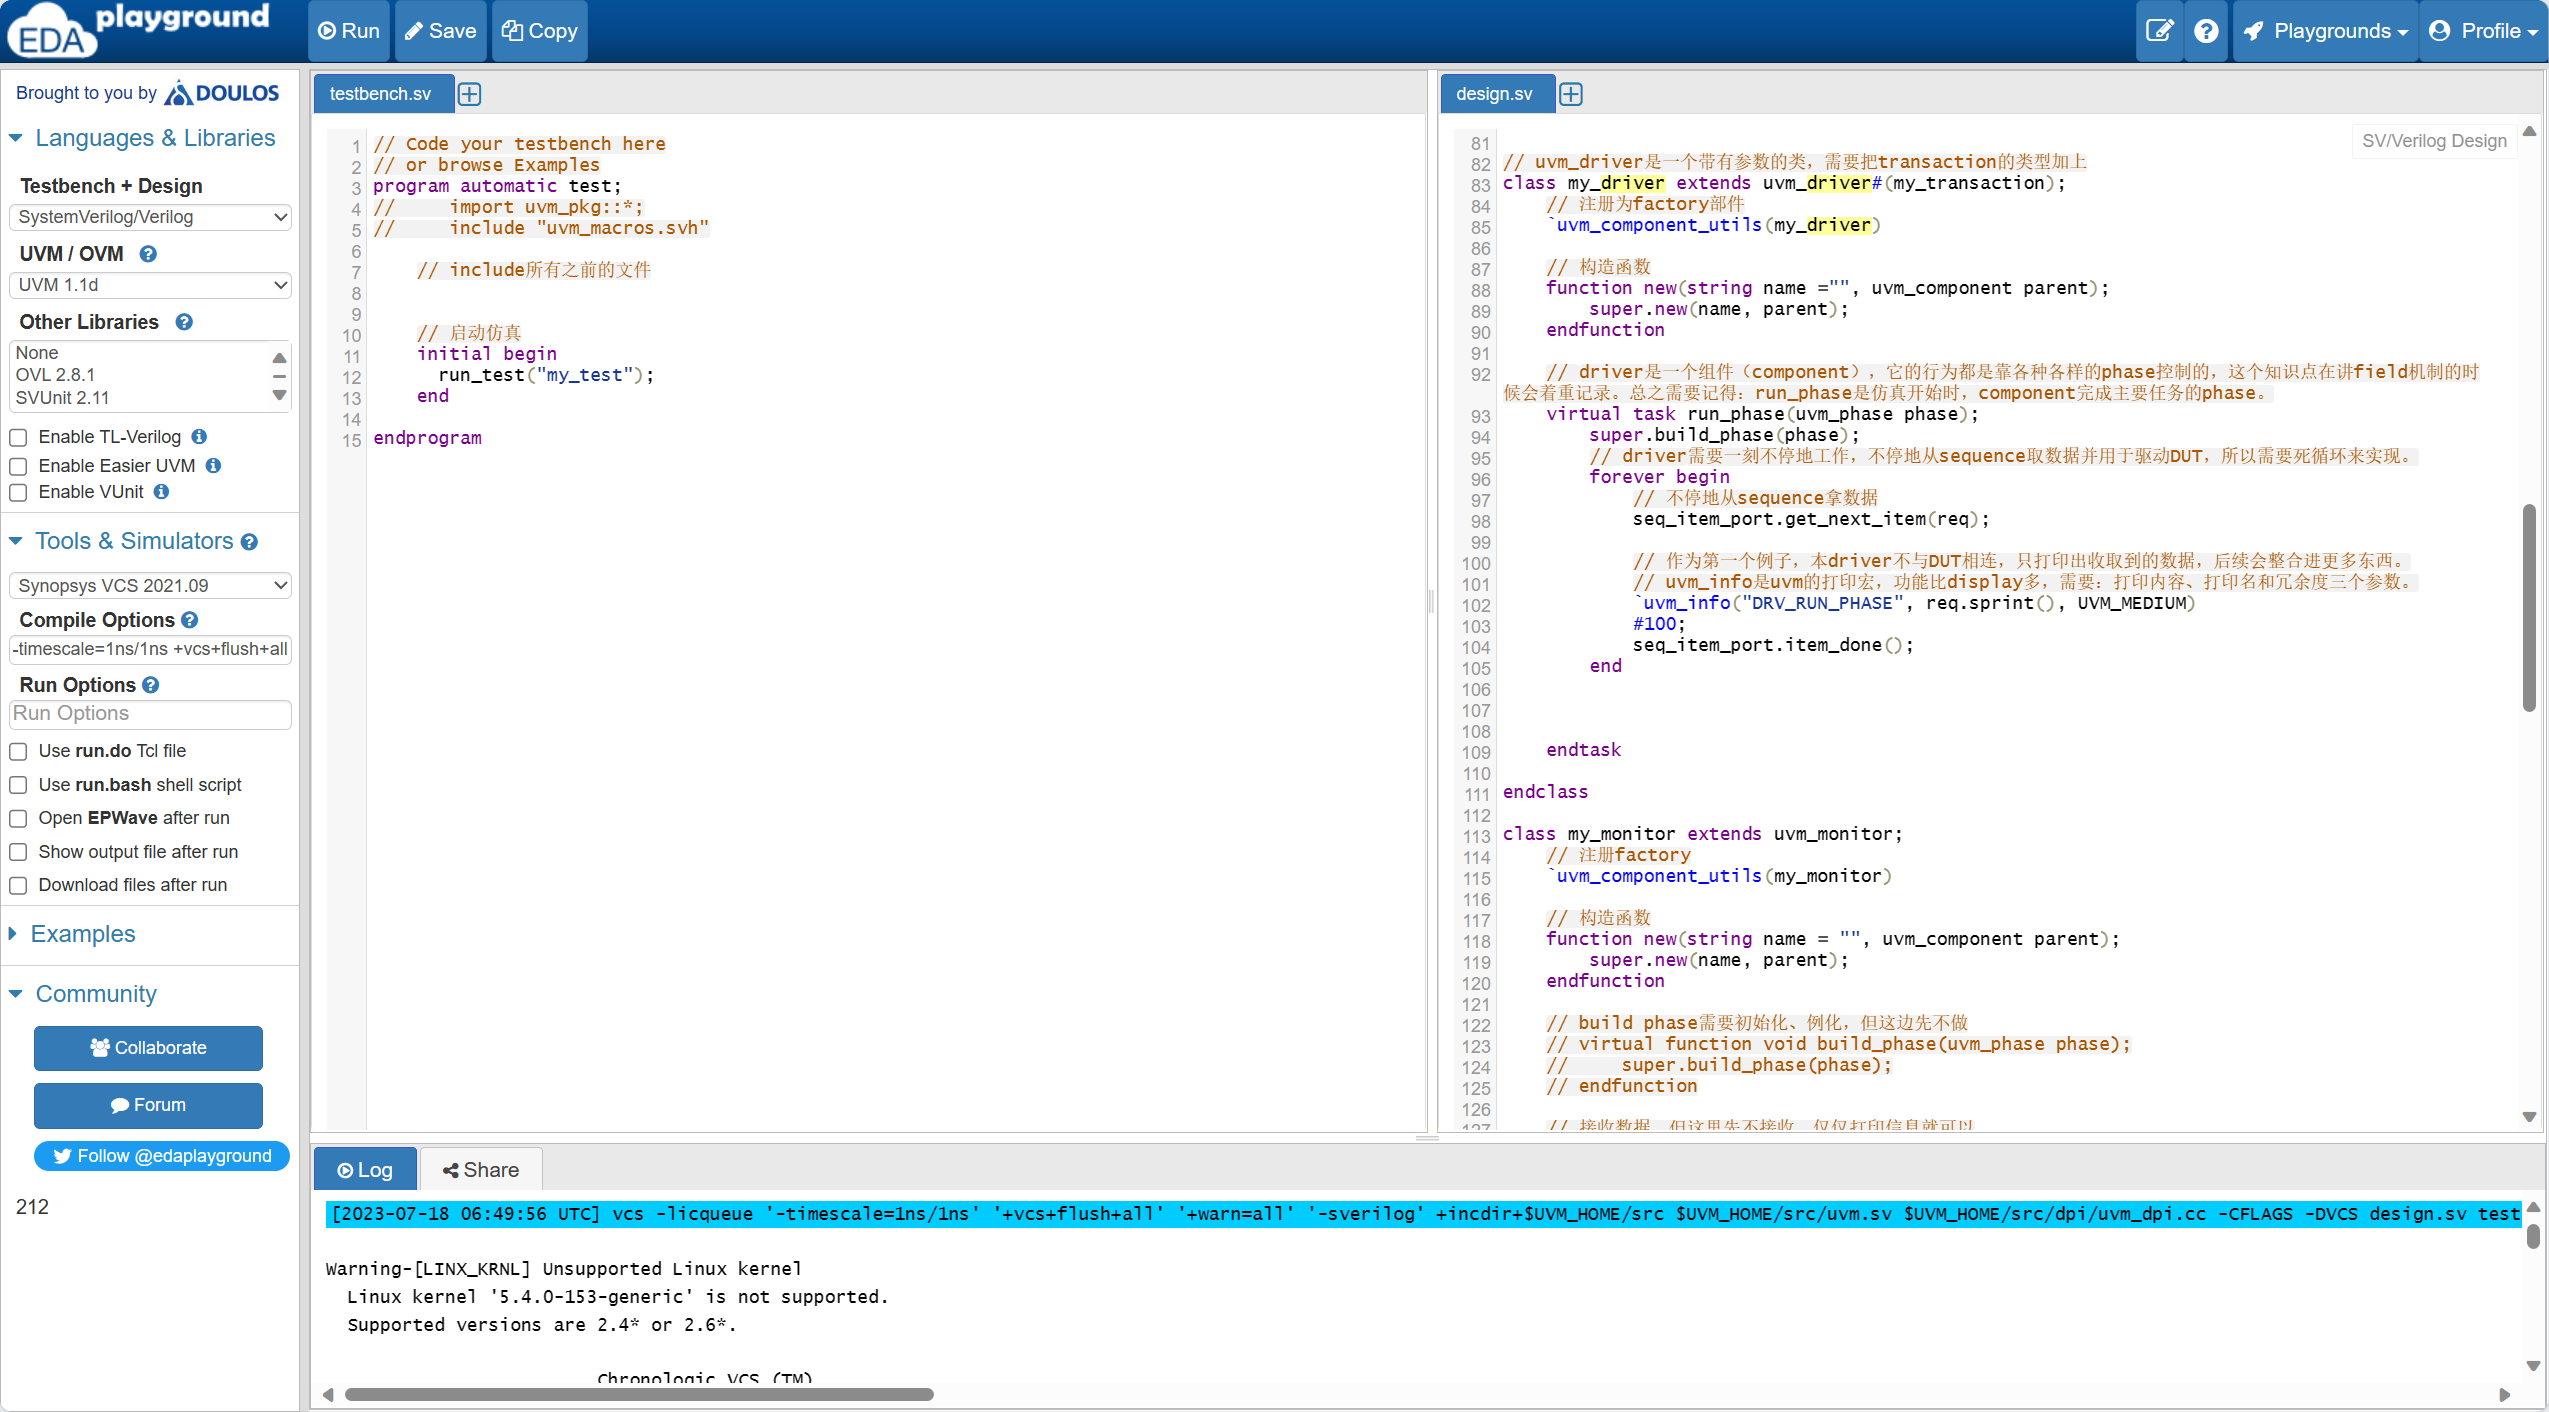 EDA playground
Run
Save
Copy
Playgrounds
Profile
Brought to you by DOULOS
Languages & Libraries
Testbench + Design
SystemVerilog/Verilog
UVM / OVM
UVM 1.1d
Other Libraries
None
OVL 2.8.1
SVUnit 2.11
Enable TL-Verilog
Enable Easier UVM
Enable VUnit
Tools & Simulators
Synopsys VCS 2021.09
Compile Options
-timescale=1ns/1ns +vcs+flush+all
Run Options
Run Options
Use run.do Tcl file
Use run.bash shell script
Open EPWave after run
Show output file after run
Download files after run
Examples
Community
Collaborate
Forum
Follow @edaplayground
212
testbench.sv
1 // Code your testbench here
2 // or browse Examples
3 program automatic test;
4 //     import uvm_pkg::*;
5 //     include "uvm_macros.svh"
6
7     // include所有之前的文件
8
9
10     // 启动仿真
11     initial begin
12       run_test("my_test");
13     end
14
15 endprogram
design.sv
SV/Verilog Design
81
82 // uvm_driver是一个带有参数的类，需要把transaction的类型加上
83 class my_driver extends uvm_driver#(my_transaction);
84     // 注册为factory部件
85     `uvm_component_utils(my_driver)
86
87     // 构造函数
88     function new(string name ="", uvm_component parent);
89         super.new(name, parent);
90     endfunction
91
92     // driver是一个组件（component），它的行为都是靠各种各样的phase控制的，这个知识点在讲field机制的时
候会着重记录。总之需要记得：run_phase是仿真开始时，component完成主要任务的phase。
93     virtual task run_phase(uvm_phase phase);
94         super.build_phase(phase);
95         // driver需要一刻不停地工作，不停地从sequence取数据并用于驱动DUT，所以需要死循环来实现。
96         forever begin
97             // 不停地从sequence拿数据
98             seq_item_port.get_next_item(req);
99
100             // 作为第一个例子，本driver不与DUT相连，只打印出收取到的数据，后续会整合进更多东西。
101             // uvm_info是uvm的打印宏，功能比display多，需要：打印内容、打印名和冗余度三个参数。
102             `uvm_info("DRV_RUN_PHASE", req.sprint(), UVM_MEDIUM)
103             #100;
104             seq_item_port.item_done();
105         end
106
107
108
109     endtask
110
111 endclass
112
113 class my_monitor extends uvm_monitor;
114     // 注册factory
115     `uvm_component_utils(my_monitor)
116
117     // 构造函数
118     function new(string name = "", uvm_component parent);
119         super.new(name, parent);
120     endfunction
121
122     // build phase需要初始化、例化，但这边先不做
123     // virtual function void build_phase(uvm_phase phase);
124     //     super.build_phase(phase);
125     // endfunction
126
127     // 接收数据，但这里先不接收，仅仅打印信息就可以
Log
Share
[2023-07-18 06:49:56 UTC] vcs -licqueue '-timescale=1ns/1ns' '+vcs+flush+all' '+warn=all' '-sverilog' +incdir+$UVM_HOME/src $UVM_HOME/src/uvm.sv $UVM_HOME/src/dpi/uvm_dpi.cc -CFLAGS -DVCS design.sv test
Warning-[LINX_KRNL] Unsupported Linux kernel
  Linux kernel '5.4.0-153-generic' is not supported.
  Supported versions are 2.4* or 2.6*.
Chronologic VCS (TM)